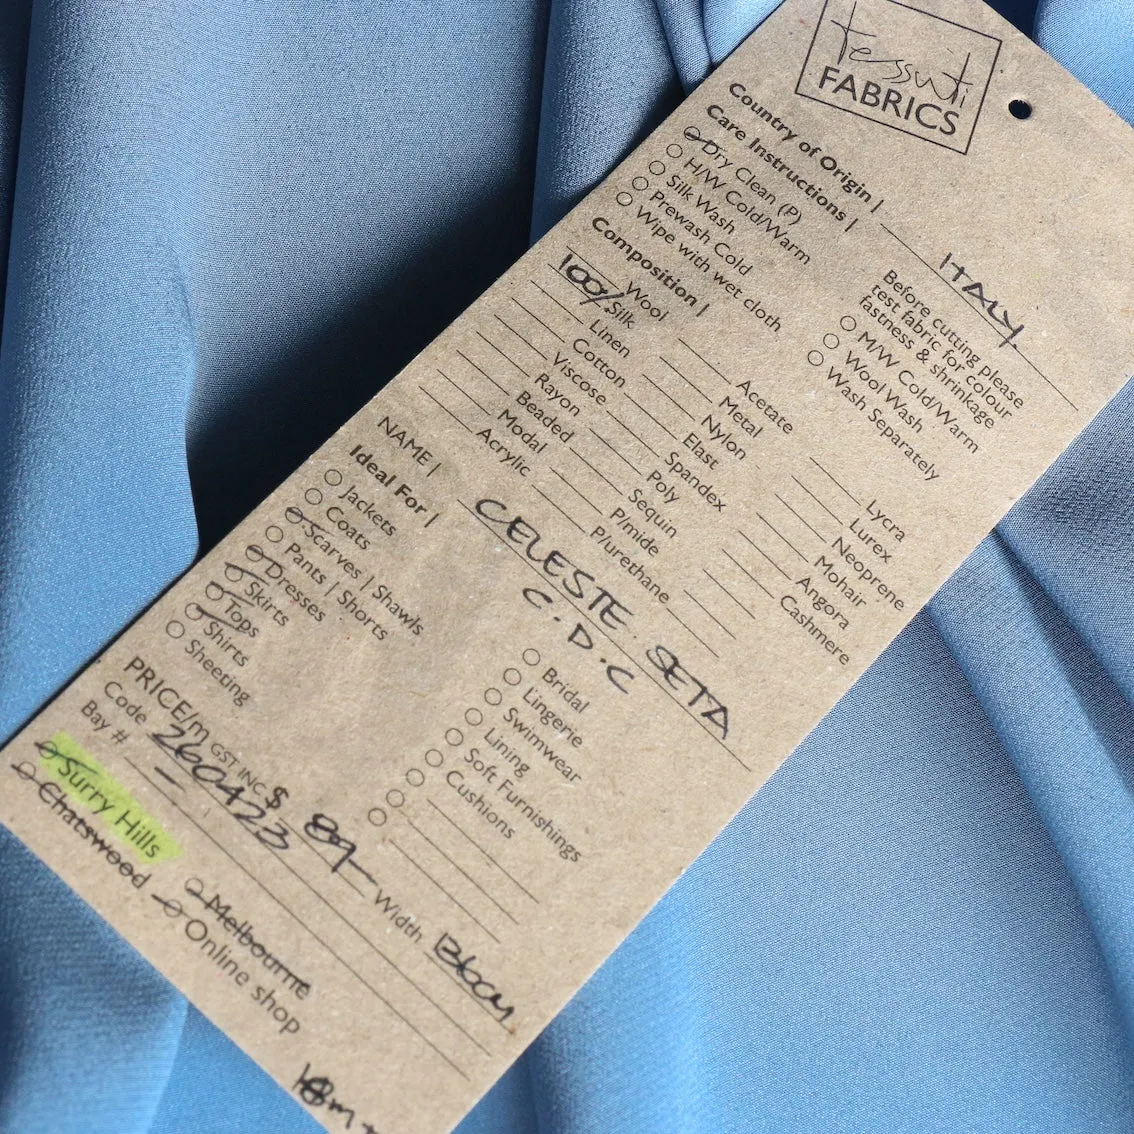 tessuti
FABRICS
Country of Origin | ITALY
Care Instructions |
Dry Clean (P)
H/W Cold/Warm
Silk Wash
Prewash Cold
Wipe with wet cloth
Before cutting please
test fabric for colour
fastness & shrinkage
M/W Cold/Warm
Wool Wash
Wash Separately
Composition |
Wool
100% Silk
Linen
Cotton
Viscose
Rayon
Beaded
Modal
Acrylic
Acetate
Metal
Nylon
Elast
Spandex
Poly
Sequin
P/mide
P/urethane
Lycra
Lurex
Neoprene
Mohair
Angora
Cashmere
NAME | CELESTE SETA
C.D.C
Ideal For |
Jackets
Coats
Scarves | Shawls
Pants | Shorts
Dresses
Skirts
Tops
Shirts
Sheeting
Bridal
Lingerie
Swimwear
Lining
Soft Furnishings
Cushions
PRICE/m GST INC $ 89- Width 136cm
Code 260423
Bay # -
Surry Hills
Chatswood
Melbourne
Online shop